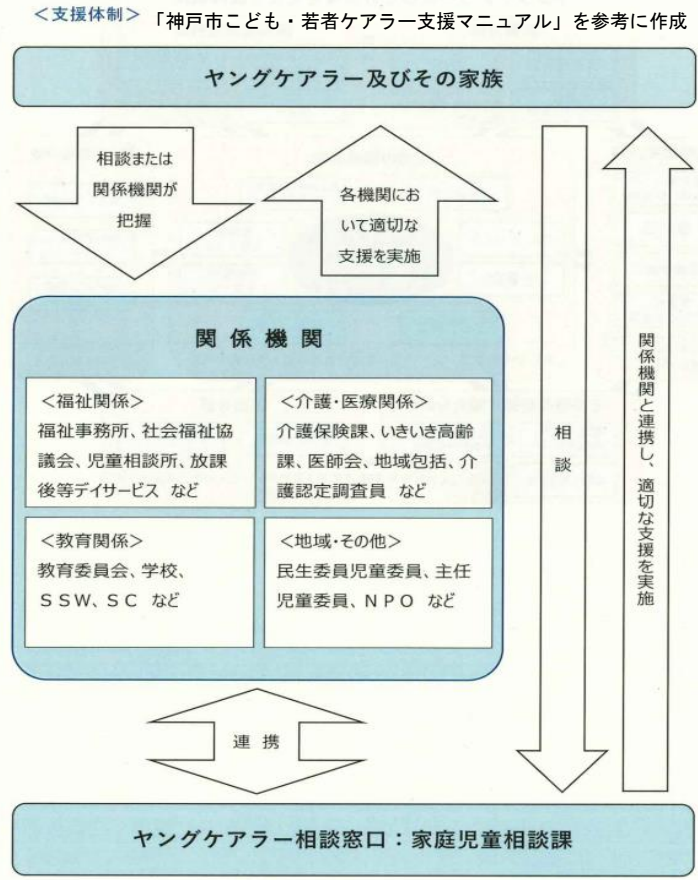 <支援体制> 「神戸市こども・若者ケアラー支援マニュアル」を参考に作成
ヤングケアラー及びその家族
相談または
関係機関が
把握
各機関にお
いて適切な
支援を実施
関係機関
<福祉関係>
福祉事務所、社会福祉協
議会、児童相談所、放課
後等デイサービス など
<介護・医療関係>
介護保険課、いきいき高齢
課、医師会、地域包括、介
護認定調査員 など
<教育関係>
教育委員会、学校、
SSW、SC など
<地域・その他>
民生委員児童委員、主任
児童委員、NPO など
相談
関係機関と連携し、適切な支援を実施
連携
ヤングケアラー相談窓口：家庭児童相談課